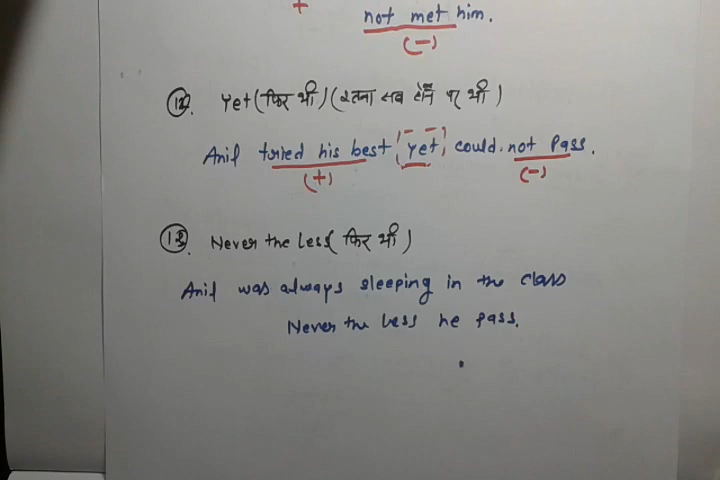 + not met him.
(-)
12. Yet (फिर भी) (इतना सब होने पर भी)
Anil tried his best yet could not pass.
(+) (-)
13. Never the Less (फिर भी)
Anil was always sleeping in the class
Never the Less he pass.